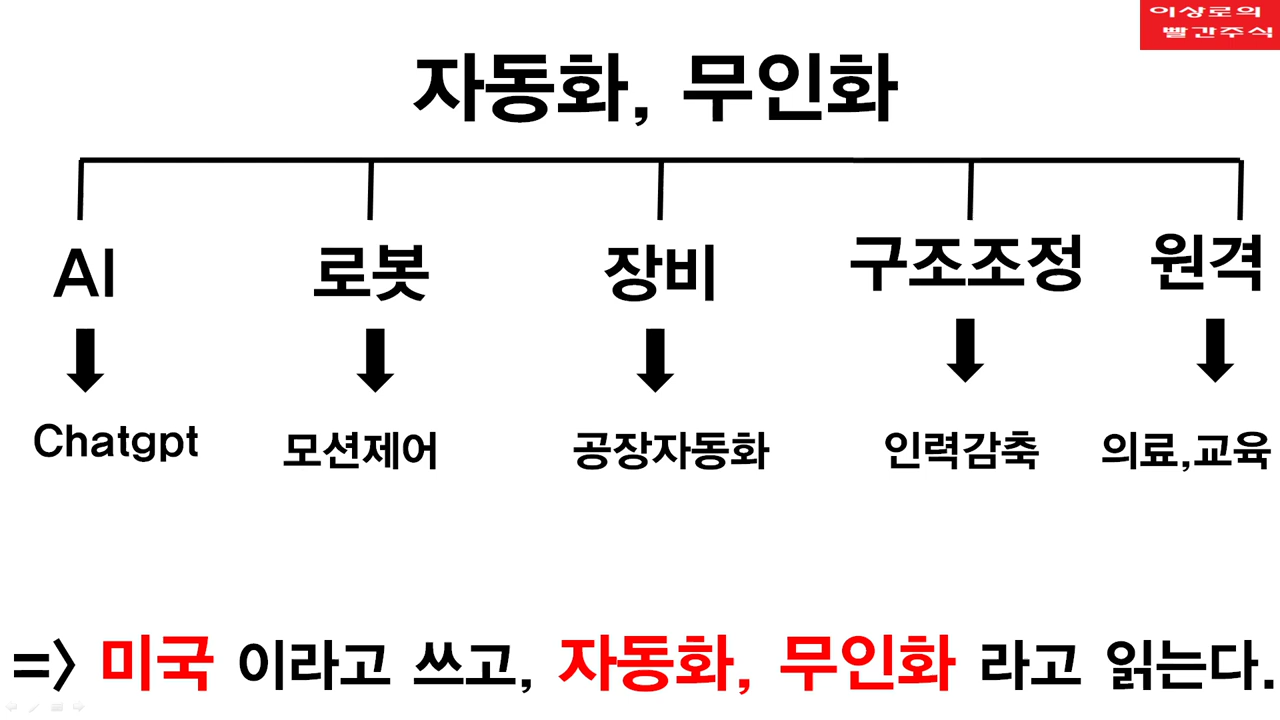 이상로의
빨간주식
자동화, 무인화
AI 로봇 장비 구조조정 원격
Chatgpt 모션제어 공장자동화 인력감축 의료,교육
=> 미국 이라고 쓰고, 자동화, 무인화 라고 읽는다.